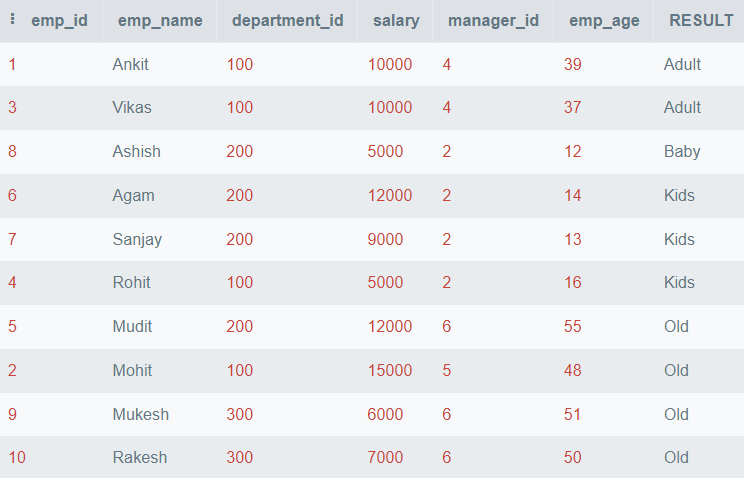 emp_id emp_name department_id salary manager_id emp_age RESULT
1 Ankit 100 10000 4 39 Adult
3 Vikas 100 10000 4 37 Adult
8 Ashish 200 5000 2 12 Baby
6 Agam 200 12000 2 14 Kids
7 Sanjay 200 9000 2 13 Kids
4 Rohit 100 5000 2 16 Kids
5 Mudit 200 12000 6 55 Old
2 Mohit 100 15000 5 48 Old
9 Mukesh 300 6000 6 51 Old
10 Rakesh 300 7000 6 50 Old